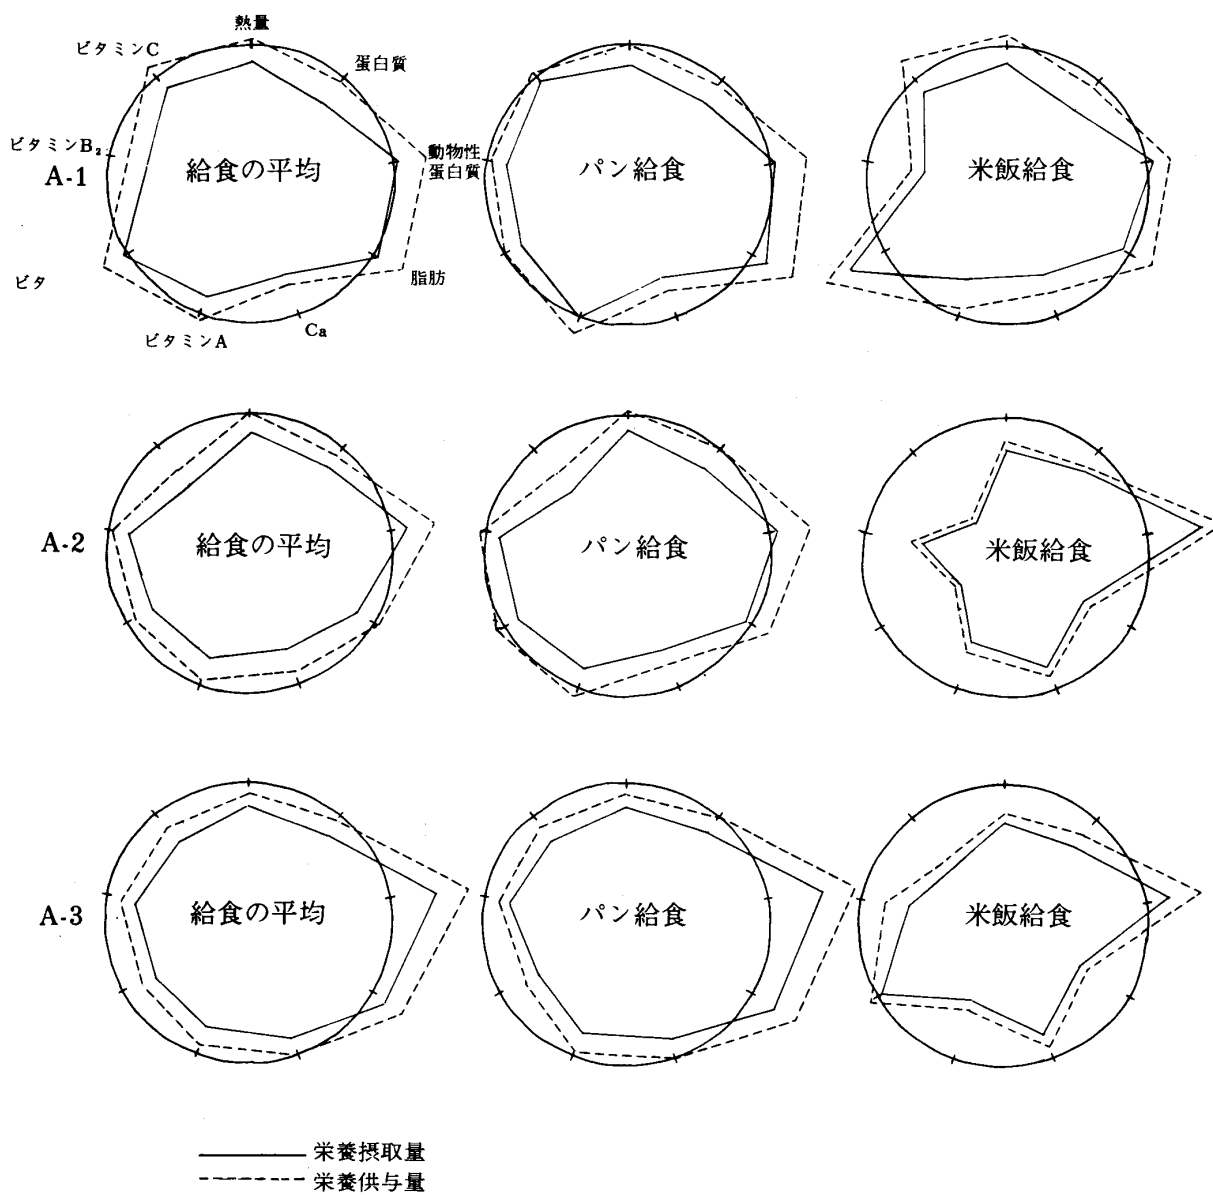 熱量
ビタミンC
蛋白質
ビタミンB₂
動物性
蛋白質
A-1
給食の平均
パン給食
米飯給食
ビタ
脂肪
Ca
ビタミンA
A-2
給食の平均
パン給食
米飯給食
A-3
給食の平均
パン給食
米飯給食
栄養摂取量
栄養供与量